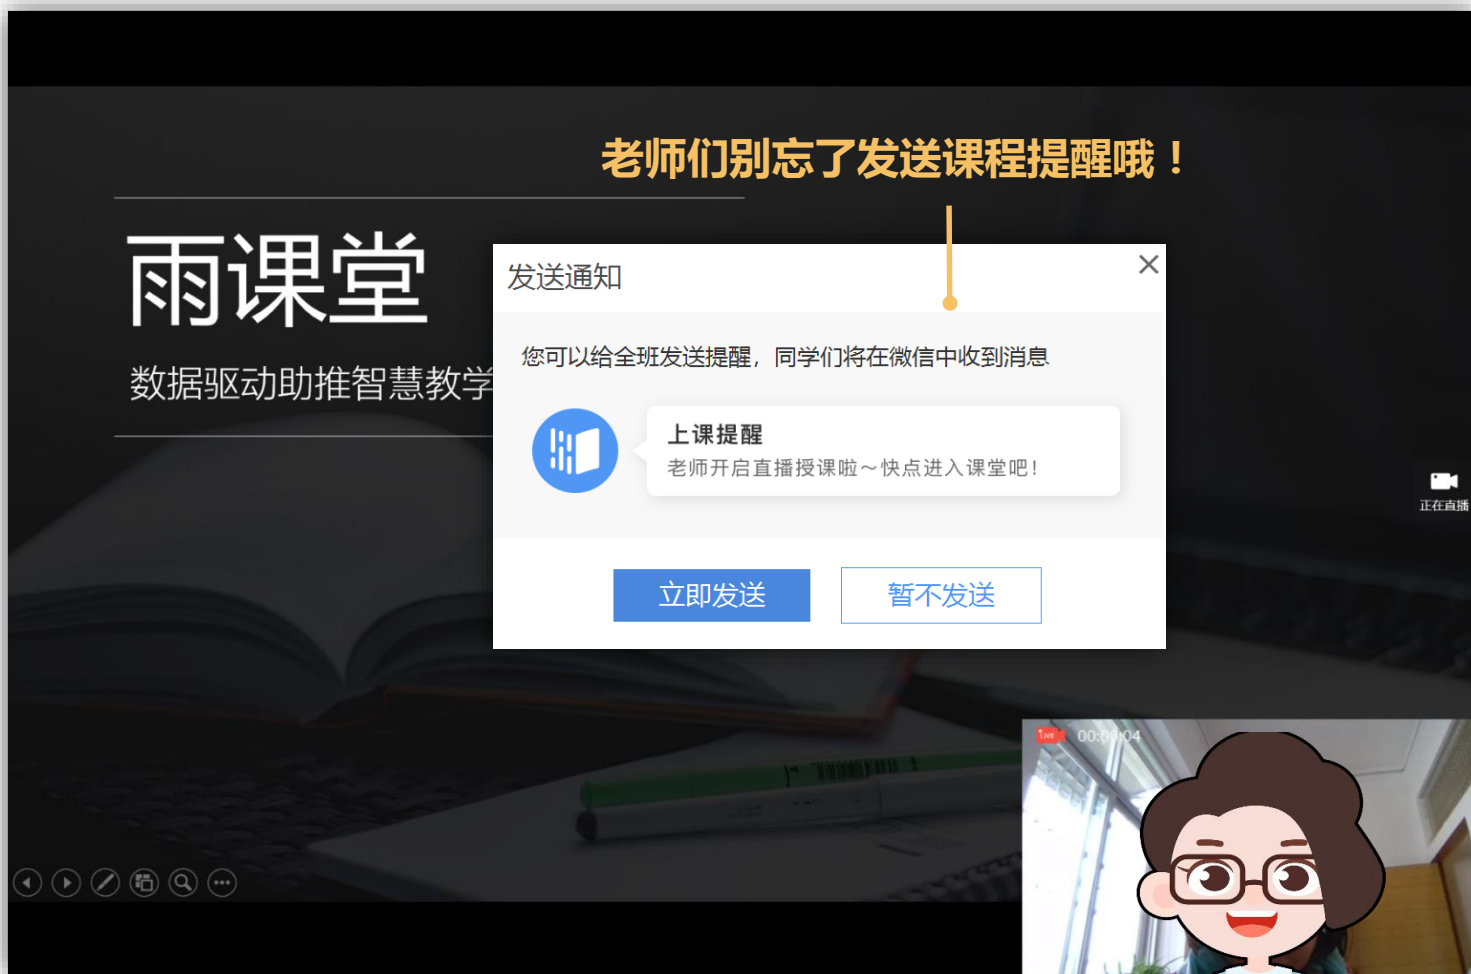 老师们别忘了发送课程提醒哦！
雨课堂
数据驱动助推智慧教学
发送通知
您可以给全班发送提醒，同学们将在微信中收到消息
上课提醒
老师开启直播授课啦～快点进入课堂吧！
立即发送
暂不发送
正在直播
Live 00:00:04